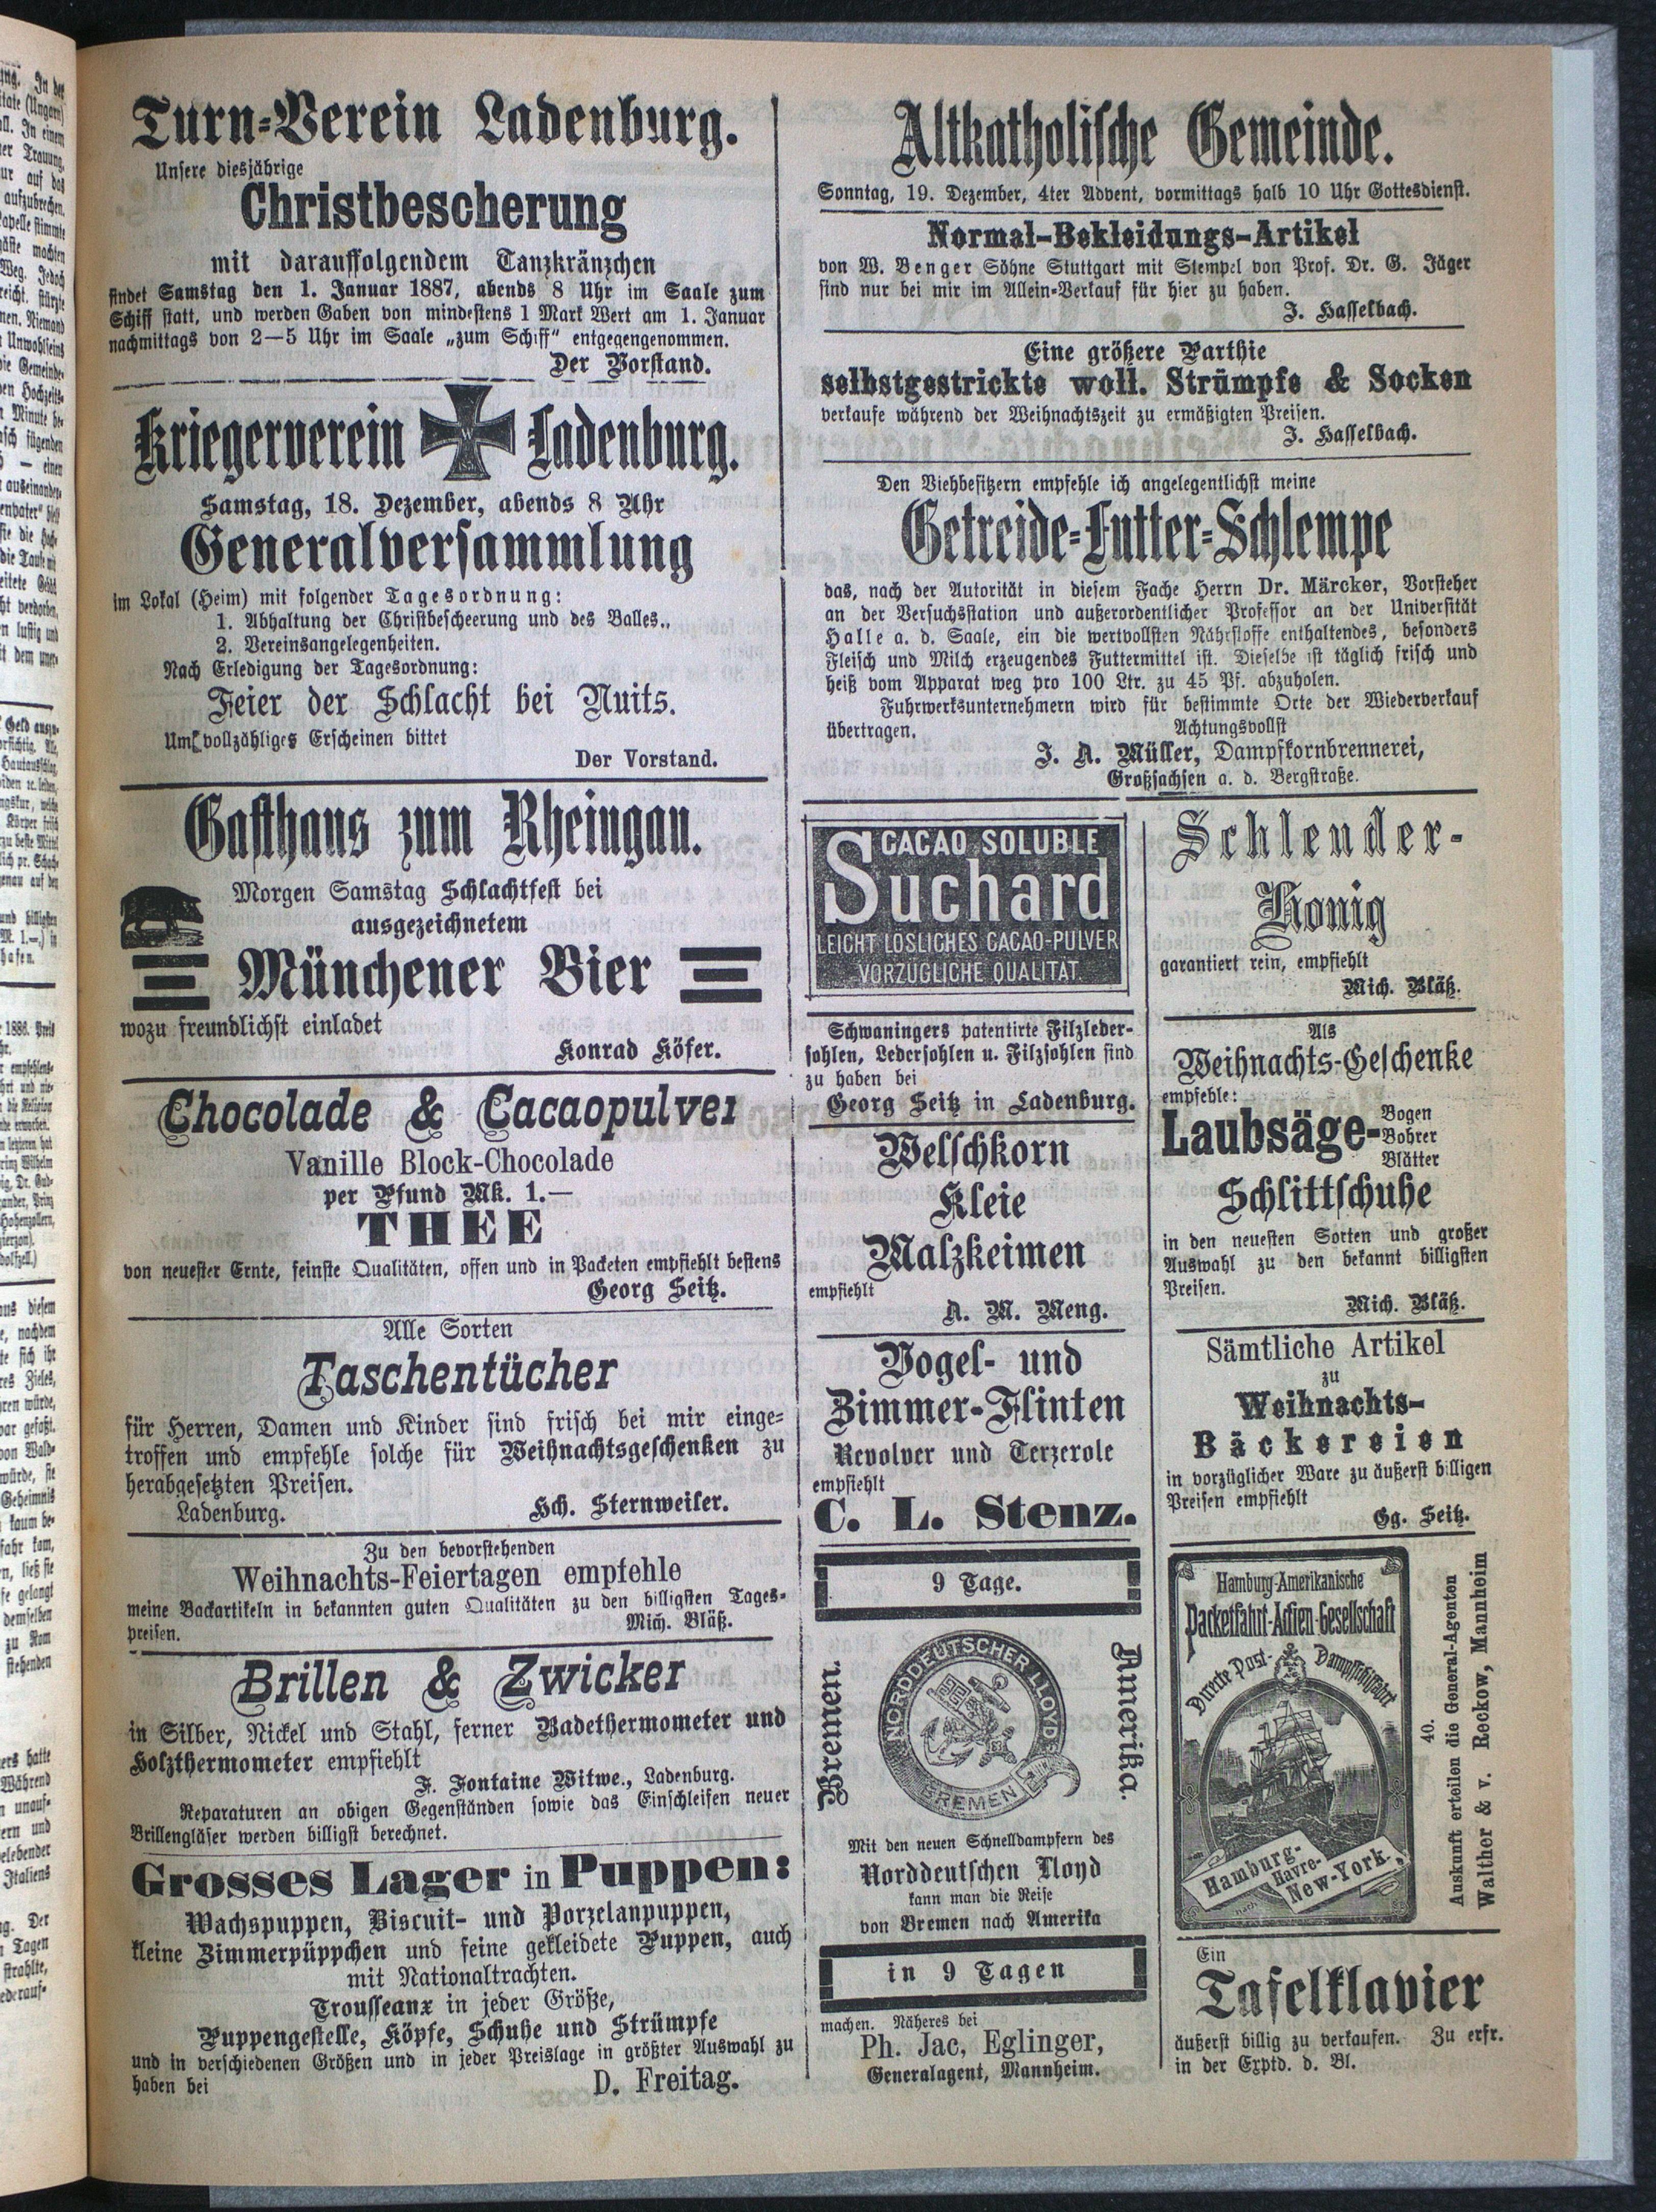 Turn-Verein Ladenburg.
Unsere diesjährige
Christbescherung
mit darauffolgendem Tanzkränzchen
findet Samstag den 1. Januar 1887, abends 8 Uhr im Saale zum
Schiff statt, und werden Gaben von mindestens 1 Mark Wert am 1. Januar
nachmittags von 2—5 Uhr im Saale „zum Schiff“ entgegengenommen.
Der Vorstand.
Kriegerverein Ladenburg.
Samstag, 18. Dezember, abends 8 Uhr
Generalversammlung
im Lokal (Heim) mit folgender Tagesordnung:
1. Abhaltung der Christbescheerung und des Balles.,
2. Vereinsangelegenheiten.
Nach Erledigung der Tagesordnung:
Feier der Schlacht bei Nuits.
Um vollzähliges Erscheinen bittet
Der Vorstand.
Gasthaus zum Rheingau.
Morgen Samstag Schlachtfest bei
ausgezeichnetem
Münchener Bier
wozu freundlichst einladet
Konrad Köfer.
Chocolade & Cacaopulver
Vanille Block-Chocolade
per Pfund Mk. 1.—
THEE
von neuester Ernte, feinste Qualitäten, offen und in Packeten empfiehlt bestens
Georg Seitz.
Alle Sorten
Taschentücher
für Herren, Damen und Kinder sind frisch bei mir einge-
troffen und empfehle solche für Weihnachtsgeschenken zu
herabgesetzten Preisen.
Ladenburg. Hch. Sternweiler.
Zu den bevorstehenden
Weihnachts-Feiertagen empfehle
meine Backartikeln in bekannten guten Qualitäten zu den billigsten Tages-
preisen. Mich. Bläß.
Brillen & Zwicker
in Silber, Nickel und Stahl, ferner Badethermometer und
Holzthermometer empfiehlt
F. Fontaine Witwe., Ladenburg.
Reparaturen an obigen Gegenständen sowie das Einschleifen neuer
Brillengläser werden billigst berechnet.
Grosses Lager in Puppen:
Wachspuppen, Biscuit- und Porzelanpuppen,
kleine Zimmerpüppchen und feine gekleidete Puppen, auch
mit Nationaltrachten.
Trousseaux in jeder Größe,
Puppengestelle, Köpfe, Schuhe und Strümpfe
und in verschiedenen Größen und in jeder Preislage in größter Auswahl zu
haben bei D. Freitag.
Altkatholische Gemeinde.
Sonntag, 19. Dezember, 4ter Advent, vormittags halb 10 Uhr Gottesdienst.
Normal-Bekleidungs-Artikel
von W. Benger Söhne Stuttgart mit Stempel von Prof. Dr. G. Jäger
sind nur bei mir im Allein-Verkauf für hier zu haben.
J. Hasselbach.
Eine größere Parthie
selbstgestrickte woll. Strümpfe & Socken
verkaufe während der Weihnachtszeit zu ermäßigten Preisen.
J. Hasselbach.
Den Viehbesitzern empfehle ich angelegentlichst meine
Getreide-Futter-Schlempe
das, nach der Autorität in diesem Fache Herrn Dr. Märcker, Vorsteher
an der Versuchsstation und außerordentlicher Professor an der Universität
Halle a. d. Saale, ein die wertvollsten Nährstoffe enthaltendes, besonders
Fleisch und Milch erzeugendes Futtermittel ist. Dieselbe ist täglich frisch und
heiß vom Apparat weg pro 100 Ltr. zu 45 Pf. abzuholen.
Fuhrwerksunternehmern wird für bestimmte Orte der Wiederverkauf
übertragen. Achtungsvollst
J. A. Müller, Dampfkornbrennerei,
Großsachsen a. d. Bergstraße.
CACAO SOLUBLE
Suchard
LEICHT LÖSLICHES CACAO-PULVER
VORZÜGLICHE QUALITÄT.
Schwaningers patentirte Filzleder-
sohlen, Ledersohlen u. Filzsohlen sind
zu haben bei
Georg Seitz in Ladenburg.
Welschkorn
Kleie
Malzkeimen
empfiehlt
A. M. Meng.
Vogel- und
Zimmer-Flinten
Revolver und Terzerole
empfiehlt
C. L. Stenz.
9 Tage.
Bremen.
NORDDEUTSCHER LLOYD
BREMEN
Amerika.
Mit den neuen Schnelldampfern des
Norddeutschen Lloyd
kann man die Reise
von Bremen nach Amerika
in 9 Tagen
machen. Näheres bei
Ph. Jac, Eglinger,
Generalagent, Mannheim.
Schleuder-
Honig
garantiert rein, empfiehlt
Mich. Bläß.
Als
Weihnachts-Geschenke
empfehle:
Laubsäge-
Bogen
Bohrer
Blätter
Schlittschuhe
in den neuesten Sorten und großer
Auswahl zu den bekannt billigsten
Preisen.
Mich. Bläß.
Sämtliche Artikel
zu
Weihnachts-
Bäckereien
in vorzüglicher Ware zu äußerst billigen
Preisen empfiehlt
Gg. Seitz.
Hamburg-Amerikanische
Packetfahrt-Actien-Gesellschaft
Directe Post-Dampfschiffahrt
Hamburg-
Havre-
nach New-York.
40.
Auskunft erteilen die General-Agenten
Walther & v. Reckow, Mannheim
Ein
Tafelklavier
äußerst billig zu verkaufen. Zu erfr.
in der Exptd. d. Bl.